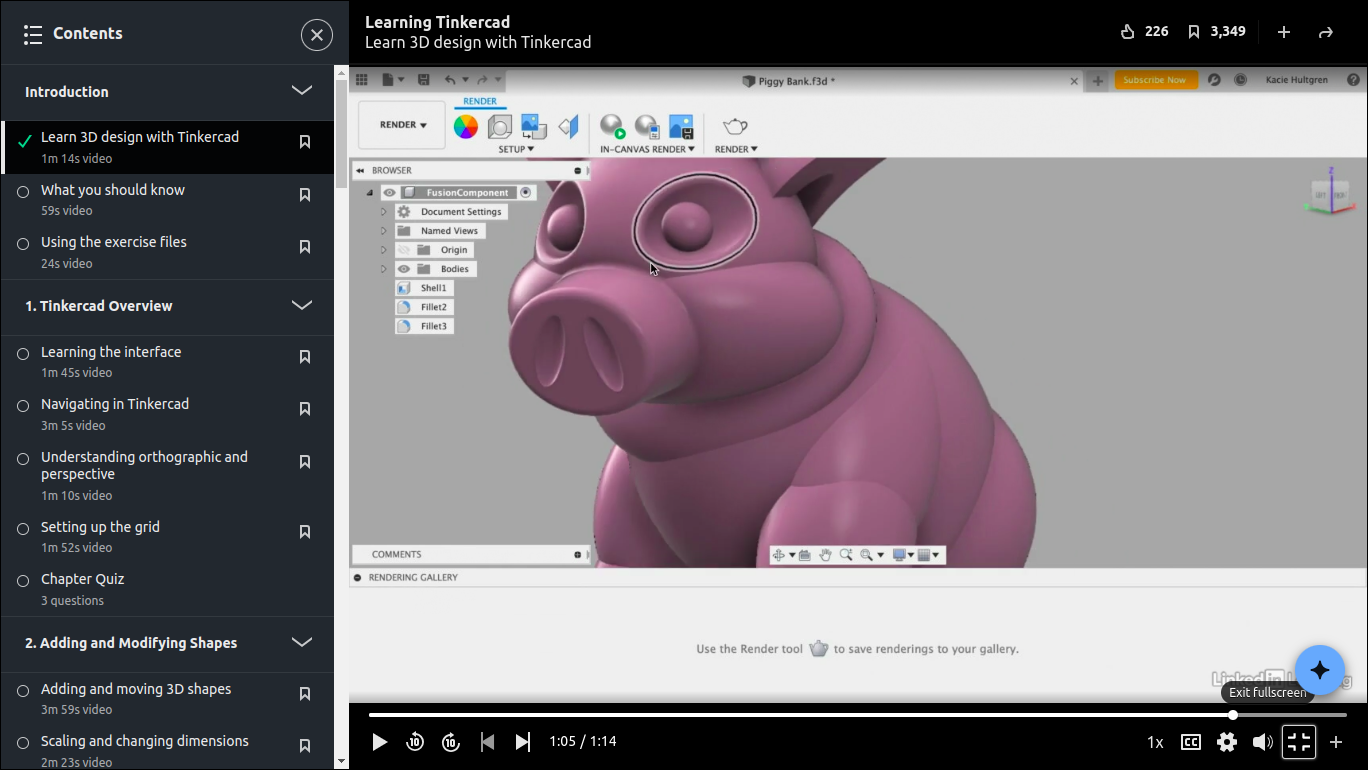 Contents
Introduction
Learn 3D design with Tinkercad
1m 14s video
What you should know
59s video
Using the exercise files
24s video
1. Tinkercad Overview
Learning the interface
1m 45s video
Navigating in Tinkercad
3m 5s video
Understanding orthographic and
perspective
1m 10s video
Setting up the grid
1m 52s video
Chapter Quiz
3 questions
2. Adding and Modifying Shapes
Adding and moving 3D shapes
3m 59s video
Scaling and changing dimensions
2m 23s video
Learning Tinkercad
Learn 3D design with Tinkercad
226
3,349
Piggy Bank.f3d *
Subscribe Now
Kacie Hultgren
RENDER
RENDER
SETUP
IN-CANVAS RENDER
RENDER
BROWSER
FusionComponent
Document Settings
Named Views
Origin
Bodies
Shell1
Fillet2
Fillet3
COMMENTS
RENDERING GALLERY
Use the Render tool to save renderings to your gallery.
Exit fullscreen
10
10
1:05 / 1:14
1x
CC